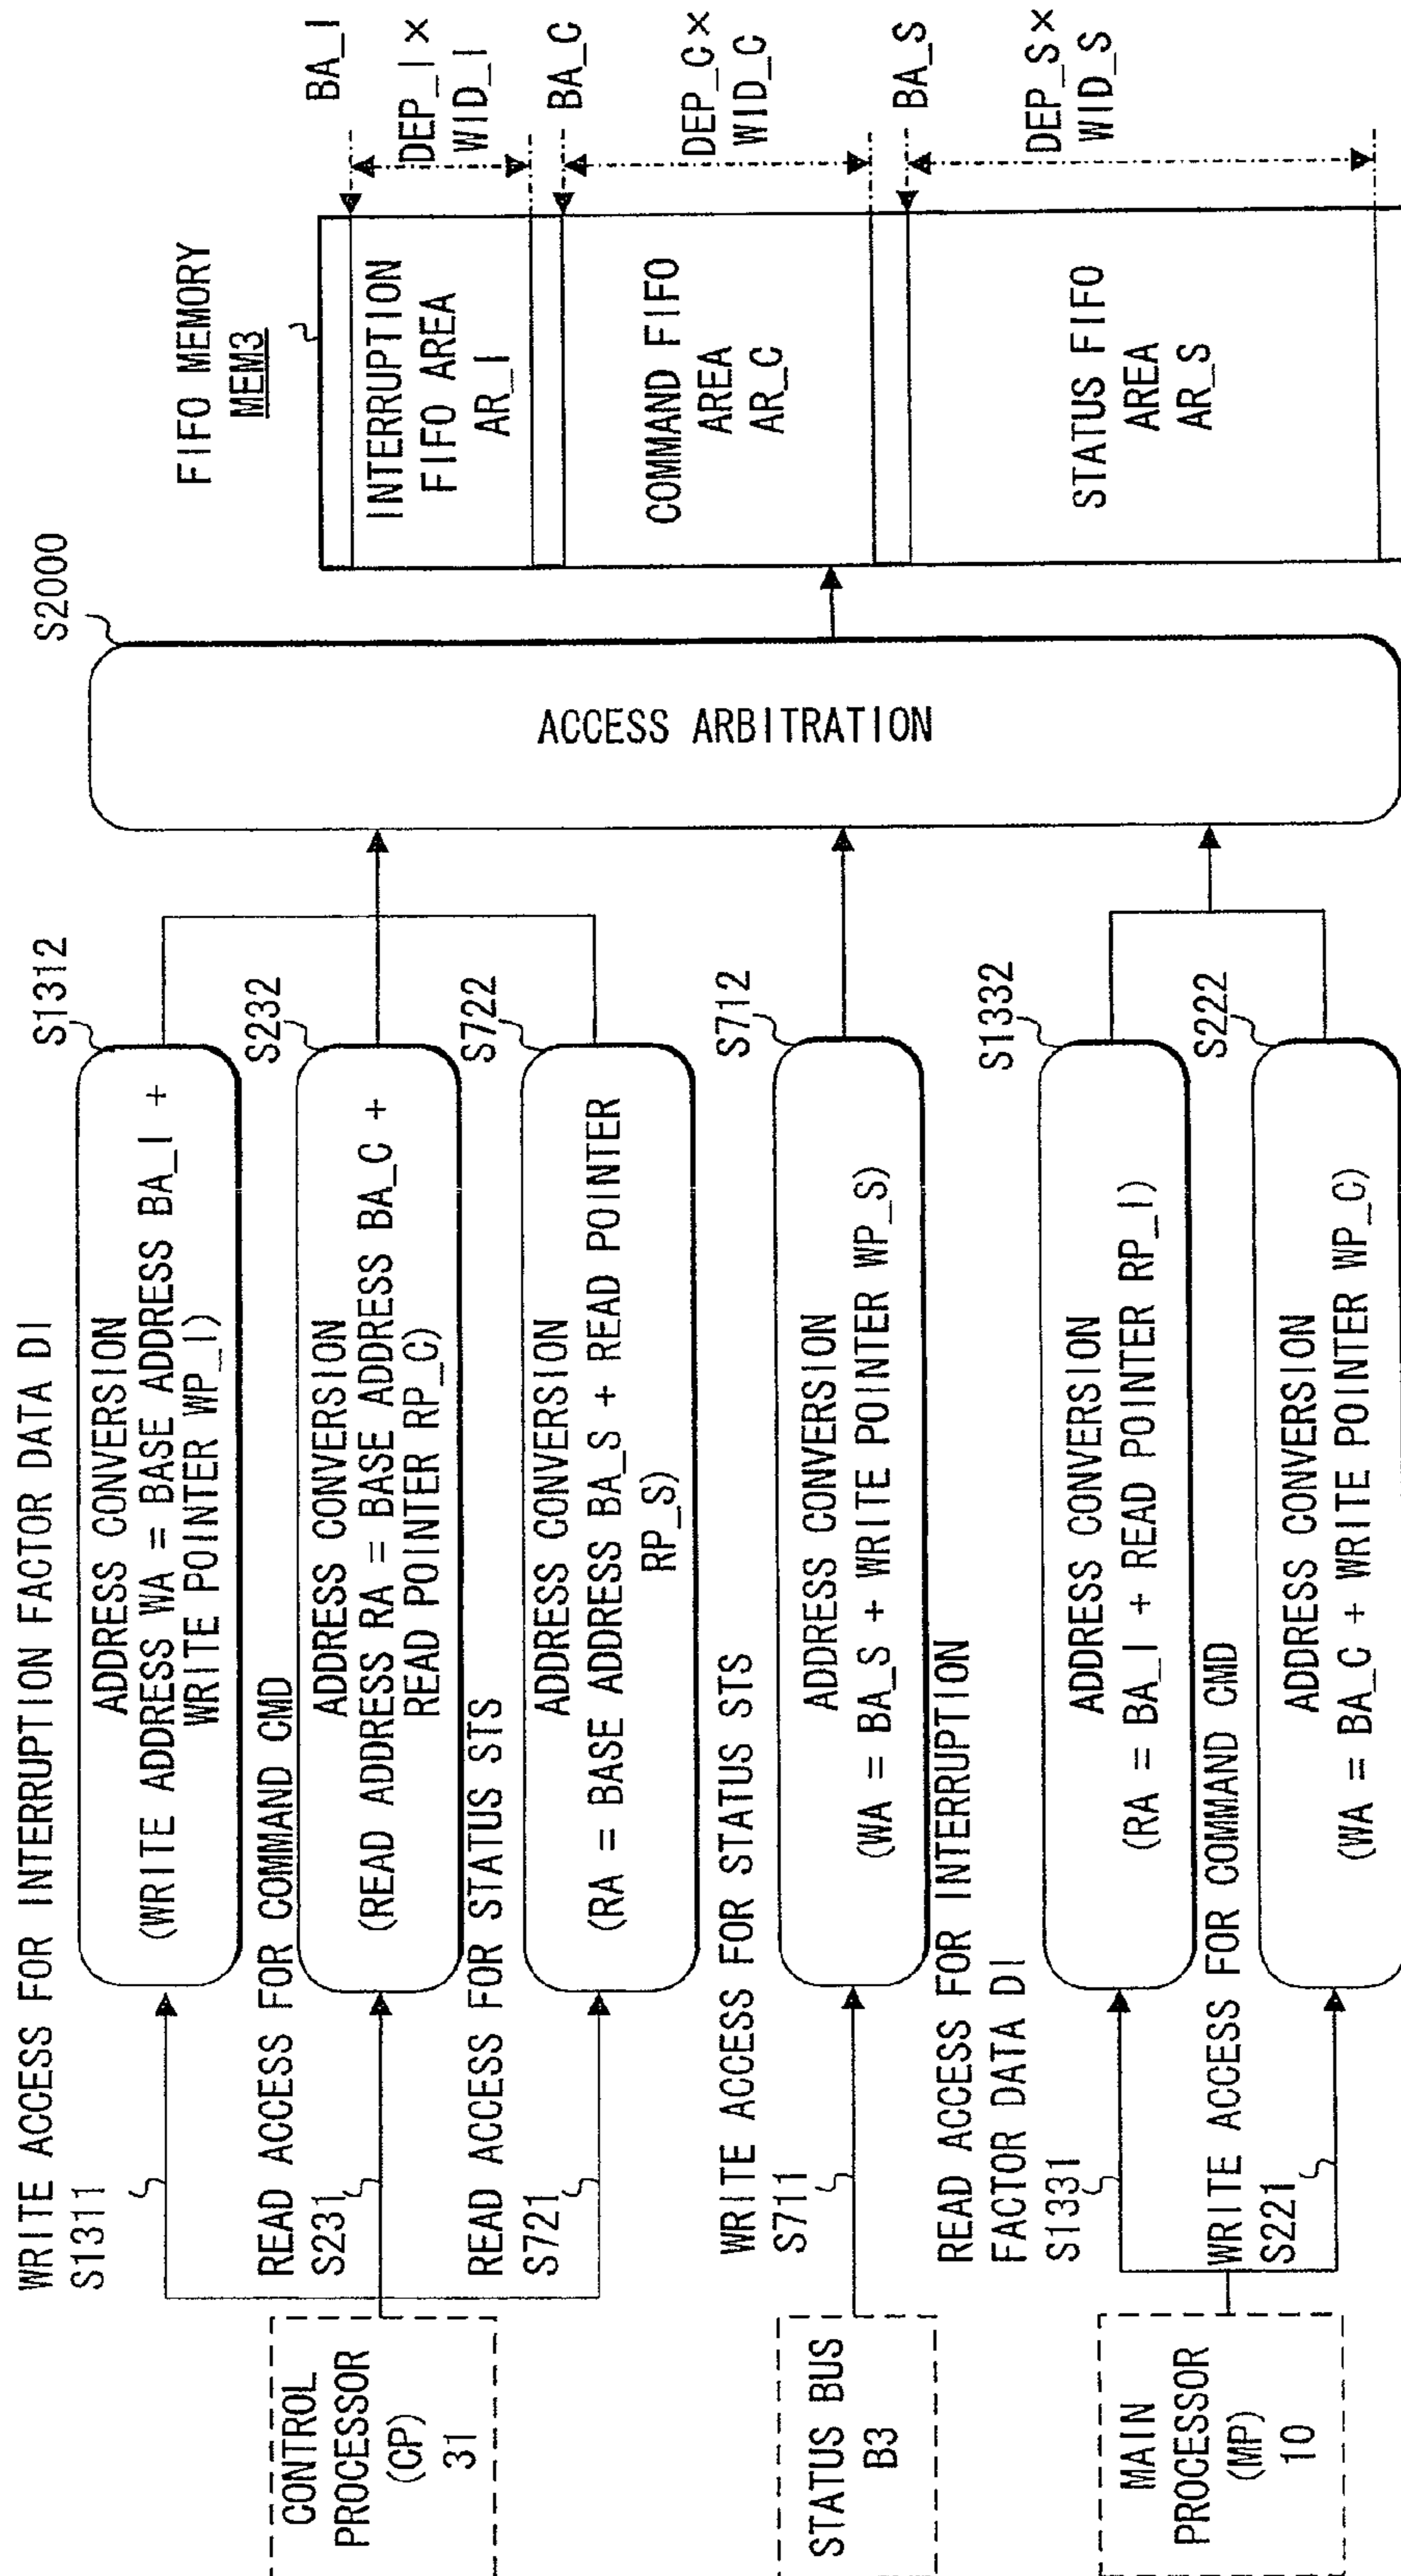 WRITE ACCESS FOR INTERRUPTION FACTOR DATA DI
S1311
CONTROL
PROCESSOR
(CP)
31
READ ACCESS FOR COMMAND CMD
S231
READ ACCESS FOR STATUS STS
S721
S1312
ADDRESS CONVERSION
(WRITE ADDRESS WA = BASE ADDRESS BA_I +
WRITE POINTER WP_I)
S232
ADDRESS CONVERSION
(READ ADDRESS RA = BASE ADDRESS BA_C +
READ POINTER RP_C)
S722
ADDRESS CONVERSION
(RA = BASE ADDRESS BA_S + READ POINTER
RP_S)
STATUS BUS
B3
WRITE ACCESS FOR STATUS STS
S711
S712
ADDRESS CONVERSION
(WA = BA_S + WRITE POINTER WP_S)
MAIN
PROCESSOR
(MP)
10
READ ACCESS FOR INTERRUPTION
FACTOR DATA DI
S1331
WRITE ACCESS FOR COMMAND CMD
S221
S1332
ADDRESS CONVERSION
(RA = BA_I + READ POINTER RP_I)
S222
ADDRESS CONVERSION
(WA = BA_C + WRITE POINTER WP_C)
S2000
ACCESS ARBITRATION
FIFO MEMORY
MEM3
INTERRUPTION
FIFO AREA
AR_I
COMMAND FIFO
AREA
AR_C
STATUS FIFO
AREA
AR_S
BA_I
DEP_I×
WID_I
BA_C
DEP_C×
WID_C
BA_S
DEP_S×
WID_S